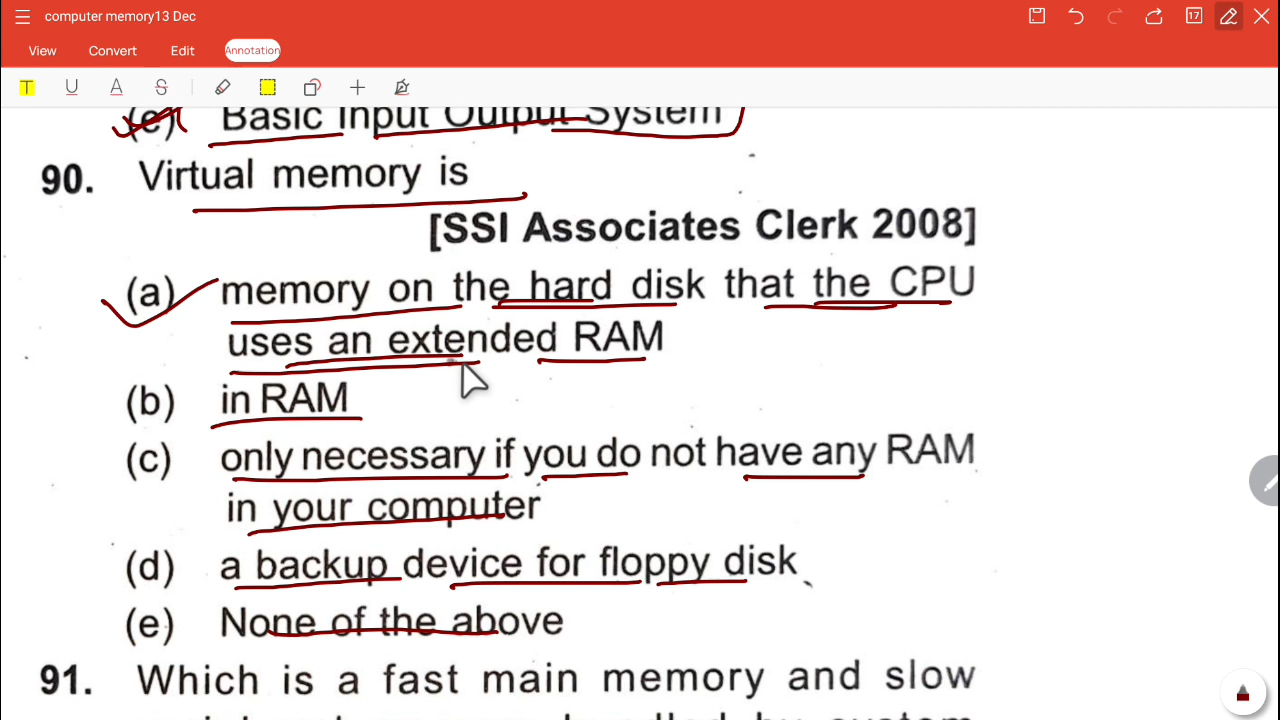 computer memory13 Dec
17
View Convert Edit Annotation
T U A S
(e) Basic Input Output System
90. Virtual memory is
[SSI Associates Clerk 2008]
(a) memory on the hard disk that the CPU
uses an extended RAM
(b) in RAM
(c) only necessary if you do not have any RAM
in your computer
(d) a backup device for floppy disk
(e) None of the above
91. Which is a fast main memory and slow